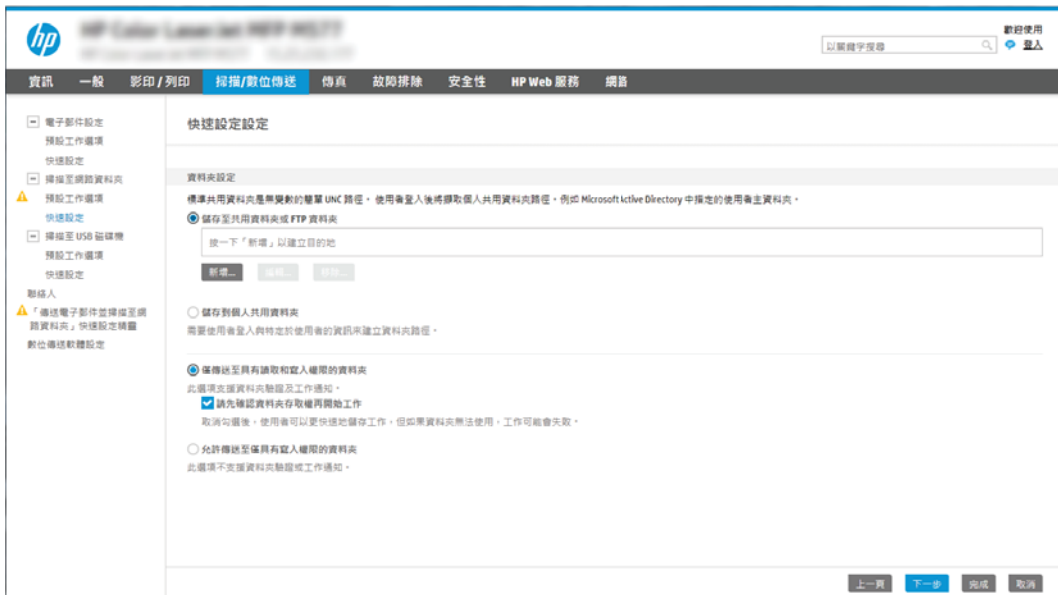 hp
歡迎使用
以關鍵字搜尋
登入
資訊 一般 影印 / 列印 掃描/數位傳送 傳真 故障排除 安全性 HP Web 服務 網路
電子郵件設定
預設工作選項
快速設定
掃描至網路資料夾
預設工作選項
快速設定
掃描至 USB 磁碟機
預設工作選項
快速設定
聯絡人
「傳送電子郵件並掃描至網
路資料夾」快速設定精靈
數位傳送軟體設定
快速設定設定
資料夾設定
標準共用資料夾是無變數的簡單 UNC 路徑。 使用者登入後將擷取個人共用資料夾路徑,例如 Microsoft Active Directory 中指定的使用者主資料夾。
儲存至共用資料夾或 FTP 資料夾
按一下「新增」以建立目的地
新增...
儲存到個人共用資料夾
需要使用者登入與特定於使用者的資訊來建立資料夾路徑。
僅傳送至具有讀取和寫入權限的資料夾
此選項支援資料夾驗證及工作通知。
請先確認資料夾存取權再開始工作
取消勾選後,使用者可以更快速地儲存工作,但如果資料夾無法使用,工作可能會失敗。
允許傳送至僅具有寫入權限的資料夾
此選項不支援資料夾驗證或工作通知。
上一頁 下一步 完成 取消